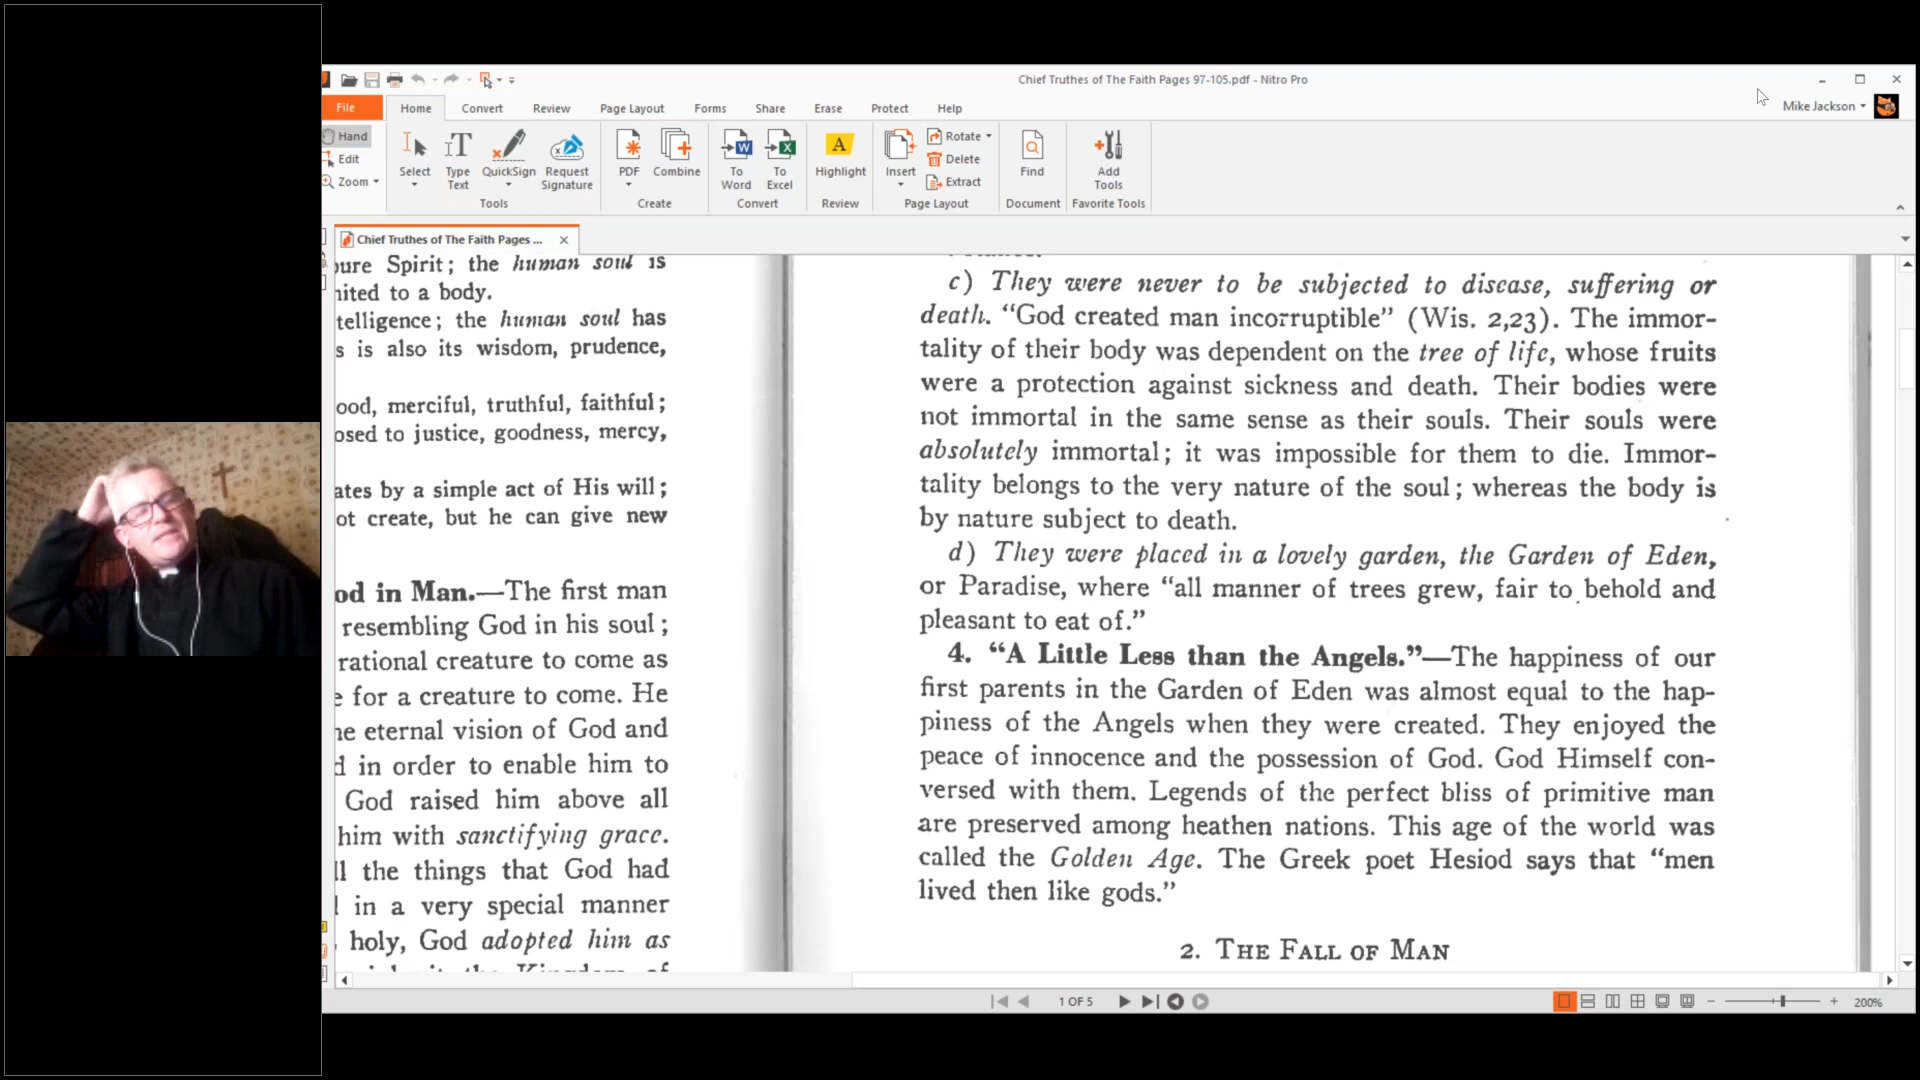 Chief Truthes of The Faith Pages 97-105.pdf - Nitro Pro
File Home Convert Review Page Layout Forms Share Erase Protect Help
Mike Jackson
Hand
Edit
Zoom
Select
Type Text
QuickSign
Request Signature
Tools
PDF
Combine
Create
To Word
To Excel
Convert
Highlight
Review
Insert
Rotate
Delete
Extract
Page Layout
Find
Document
Add Tools
Favorite Tools
Chief Truthes of The Faith Pages ...
pure Spirit; the human soul is
nited to a body.
telligence; the human soul has
s is also its wisdom, prudence,
ood, merciful, truthful, faithful;
osed to justice, goodness, mercy,
ates by a simple act of His will;
ot create, but he can give new
od in Man.—The first man
resembling God in his soul;
rational creature to come as
e for a creature to come. He
he eternal vision of God and
d in order to enable him to
God raised him above all
him with sanctifying grace.
ll the things that God had
in a very special manner
holy, God adopted him as
c) They were never to be subjected to disease, suffering or
death. “God created man incorruptible” (Wis. 2,23). The immor-
tality of their body was dependent on the tree of life, whose fruits
were a protection against sickness and death. Their bodies were
not immortal in the same sense as their souls. Their souls were
absolutely immortal; it was impossible for them to die. Immor-
tality belongs to the very nature of the soul; whereas the body is
by nature subject to death.
d) They were placed in a lovely garden, the Garden of Eden,
or Paradise, where “all manner of trees grew, fair to behold and
pleasant to eat of.”
4. “A Little Less than the Angels.”—The happiness of our
first parents in the Garden of Eden was almost equal to the hap-
piness of the Angels when they were created. They enjoyed the
peace of innocence and the possession of God. God Himself con-
versed with them. Legends of the perfect bliss of primitive man
are preserved among heathen nations. This age of the world was
called the Golden Age. The Greek poet Hesiod says that “men
lived then like gods.”
2. THE FALL OF MAN
1 OF 5
200%